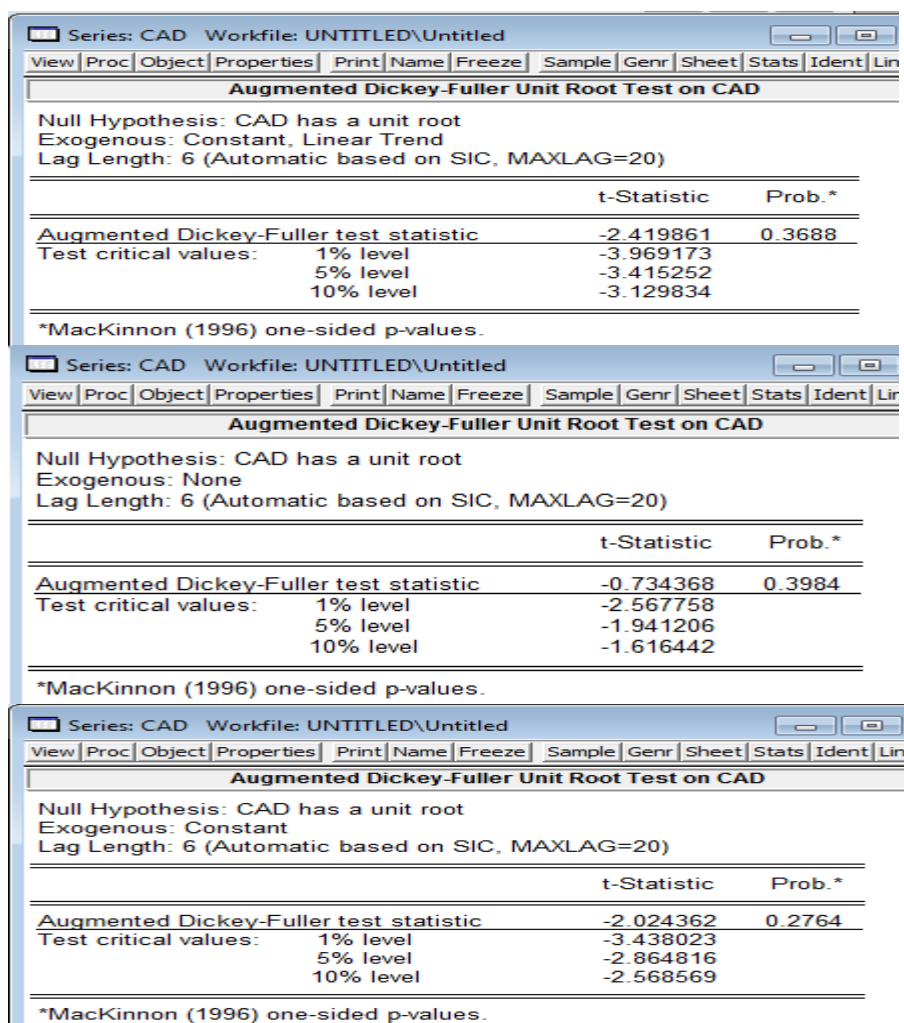 Series: CAD Workfile: UNTITLED\Untitled
View Proc Object Properties Print Name Freeze Sample Genr Sheet Stats Ident Lin
Augmented Dickey-Fuller Unit Root Test on CAD
Null Hypothesis: CAD has a unit root
Exogenous: Constant, Linear Trend
Lag Length: 6 (Automatic based on SIC, MAXLAG=20)
t-Statistic Prob.*
Augmented Dickey-Fuller test statistic -2.419861 0.3688
Test critical values: 1% level -3.969173
5% level -3.415252
10% level -3.129834
*MacKinnon (1996) one-sided p-values.
Series: CAD Workfile: UNTITLED\Untitled
View Proc Object Properties Print Name Freeze Sample Genr Sheet Stats Ident Lin
Augmented Dickey-Fuller Unit Root Test on CAD
Null Hypothesis: CAD has a unit root
Exogenous: None
Lag Length: 6 (Automatic based on SIC, MAXLAG=20)
t-Statistic Prob.*
Augmented Dickey-Fuller test statistic -0.734368 0.3984
Test critical values: 1% level -2.567758
5% level -1.941206
10% level -1.616442
*MacKinnon (1996) one-sided p-values.
Series: CAD Workfile: UNTITLED\Untitled
View Proc Object Properties Print Name Freeze Sample Genr Sheet Stats Ident Lin
Augmented Dickey-Fuller Unit Root Test on CAD
Null Hypothesis: CAD has a unit root
Exogenous: Constant
Lag Length: 6 (Automatic based on SIC, MAXLAG=20)
t-Statistic Prob.*
Augmented Dickey-Fuller test statistic -2.024362 0.2764
Test critical values: 1% level -3.438023
5% level -2.864816
10% level -2.568569
*MacKinnon (1996) one-sided p-values.